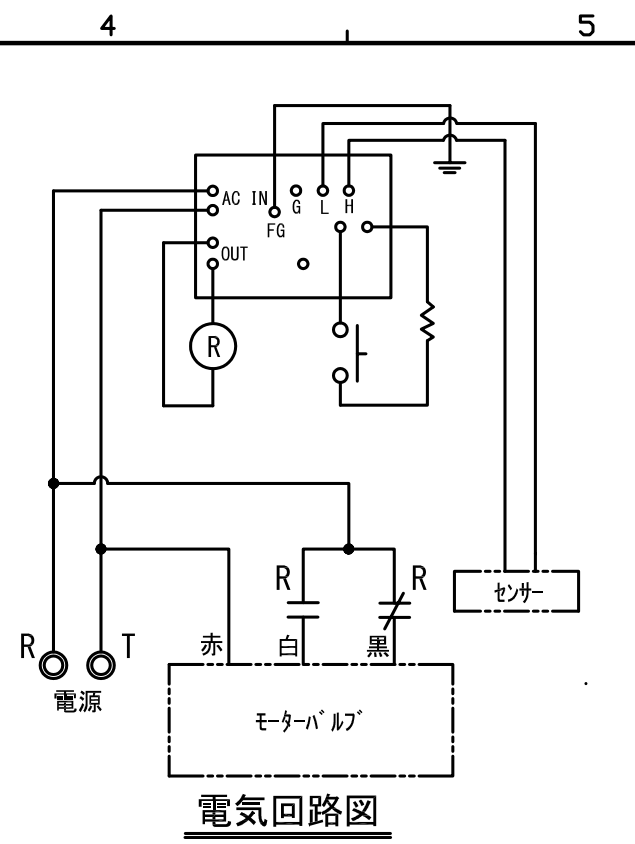 4 5
AC IN G L H
FG
OUT
R
R R
センサー
R T 赤 白 黒
電源
モーターバルブ
電気回路図